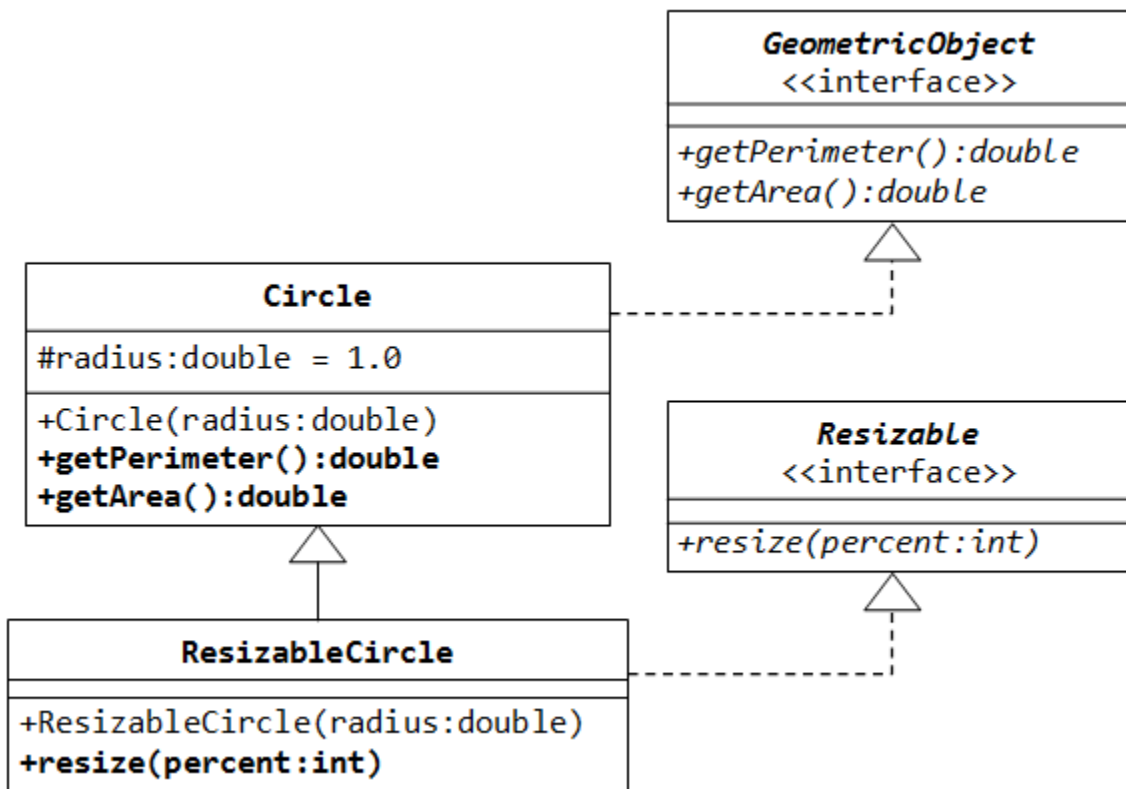 GeometricObject
<<interface>>
+getPerimeter():double
+getArea():double
Circle
#radius:double = 1.0
+Circle(radius:double)
+getPerimeter():double
+getArea():double
Resizable
<<interface>>
+resize(percent:int)
ResizableCircle
+ResizableCircle(radius:double)
+resize(percent:int)